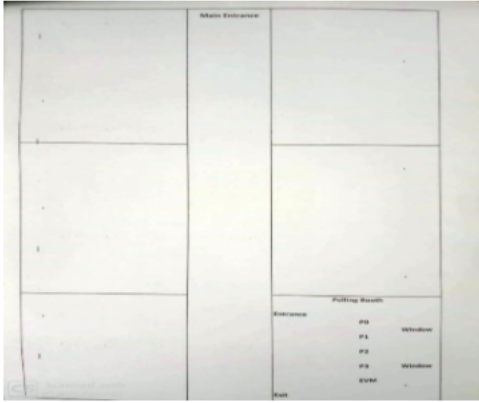 Main Entrance
Polling Booth
Entrance
P0
Window
P1
P2
P3 Window
EVM
Exit